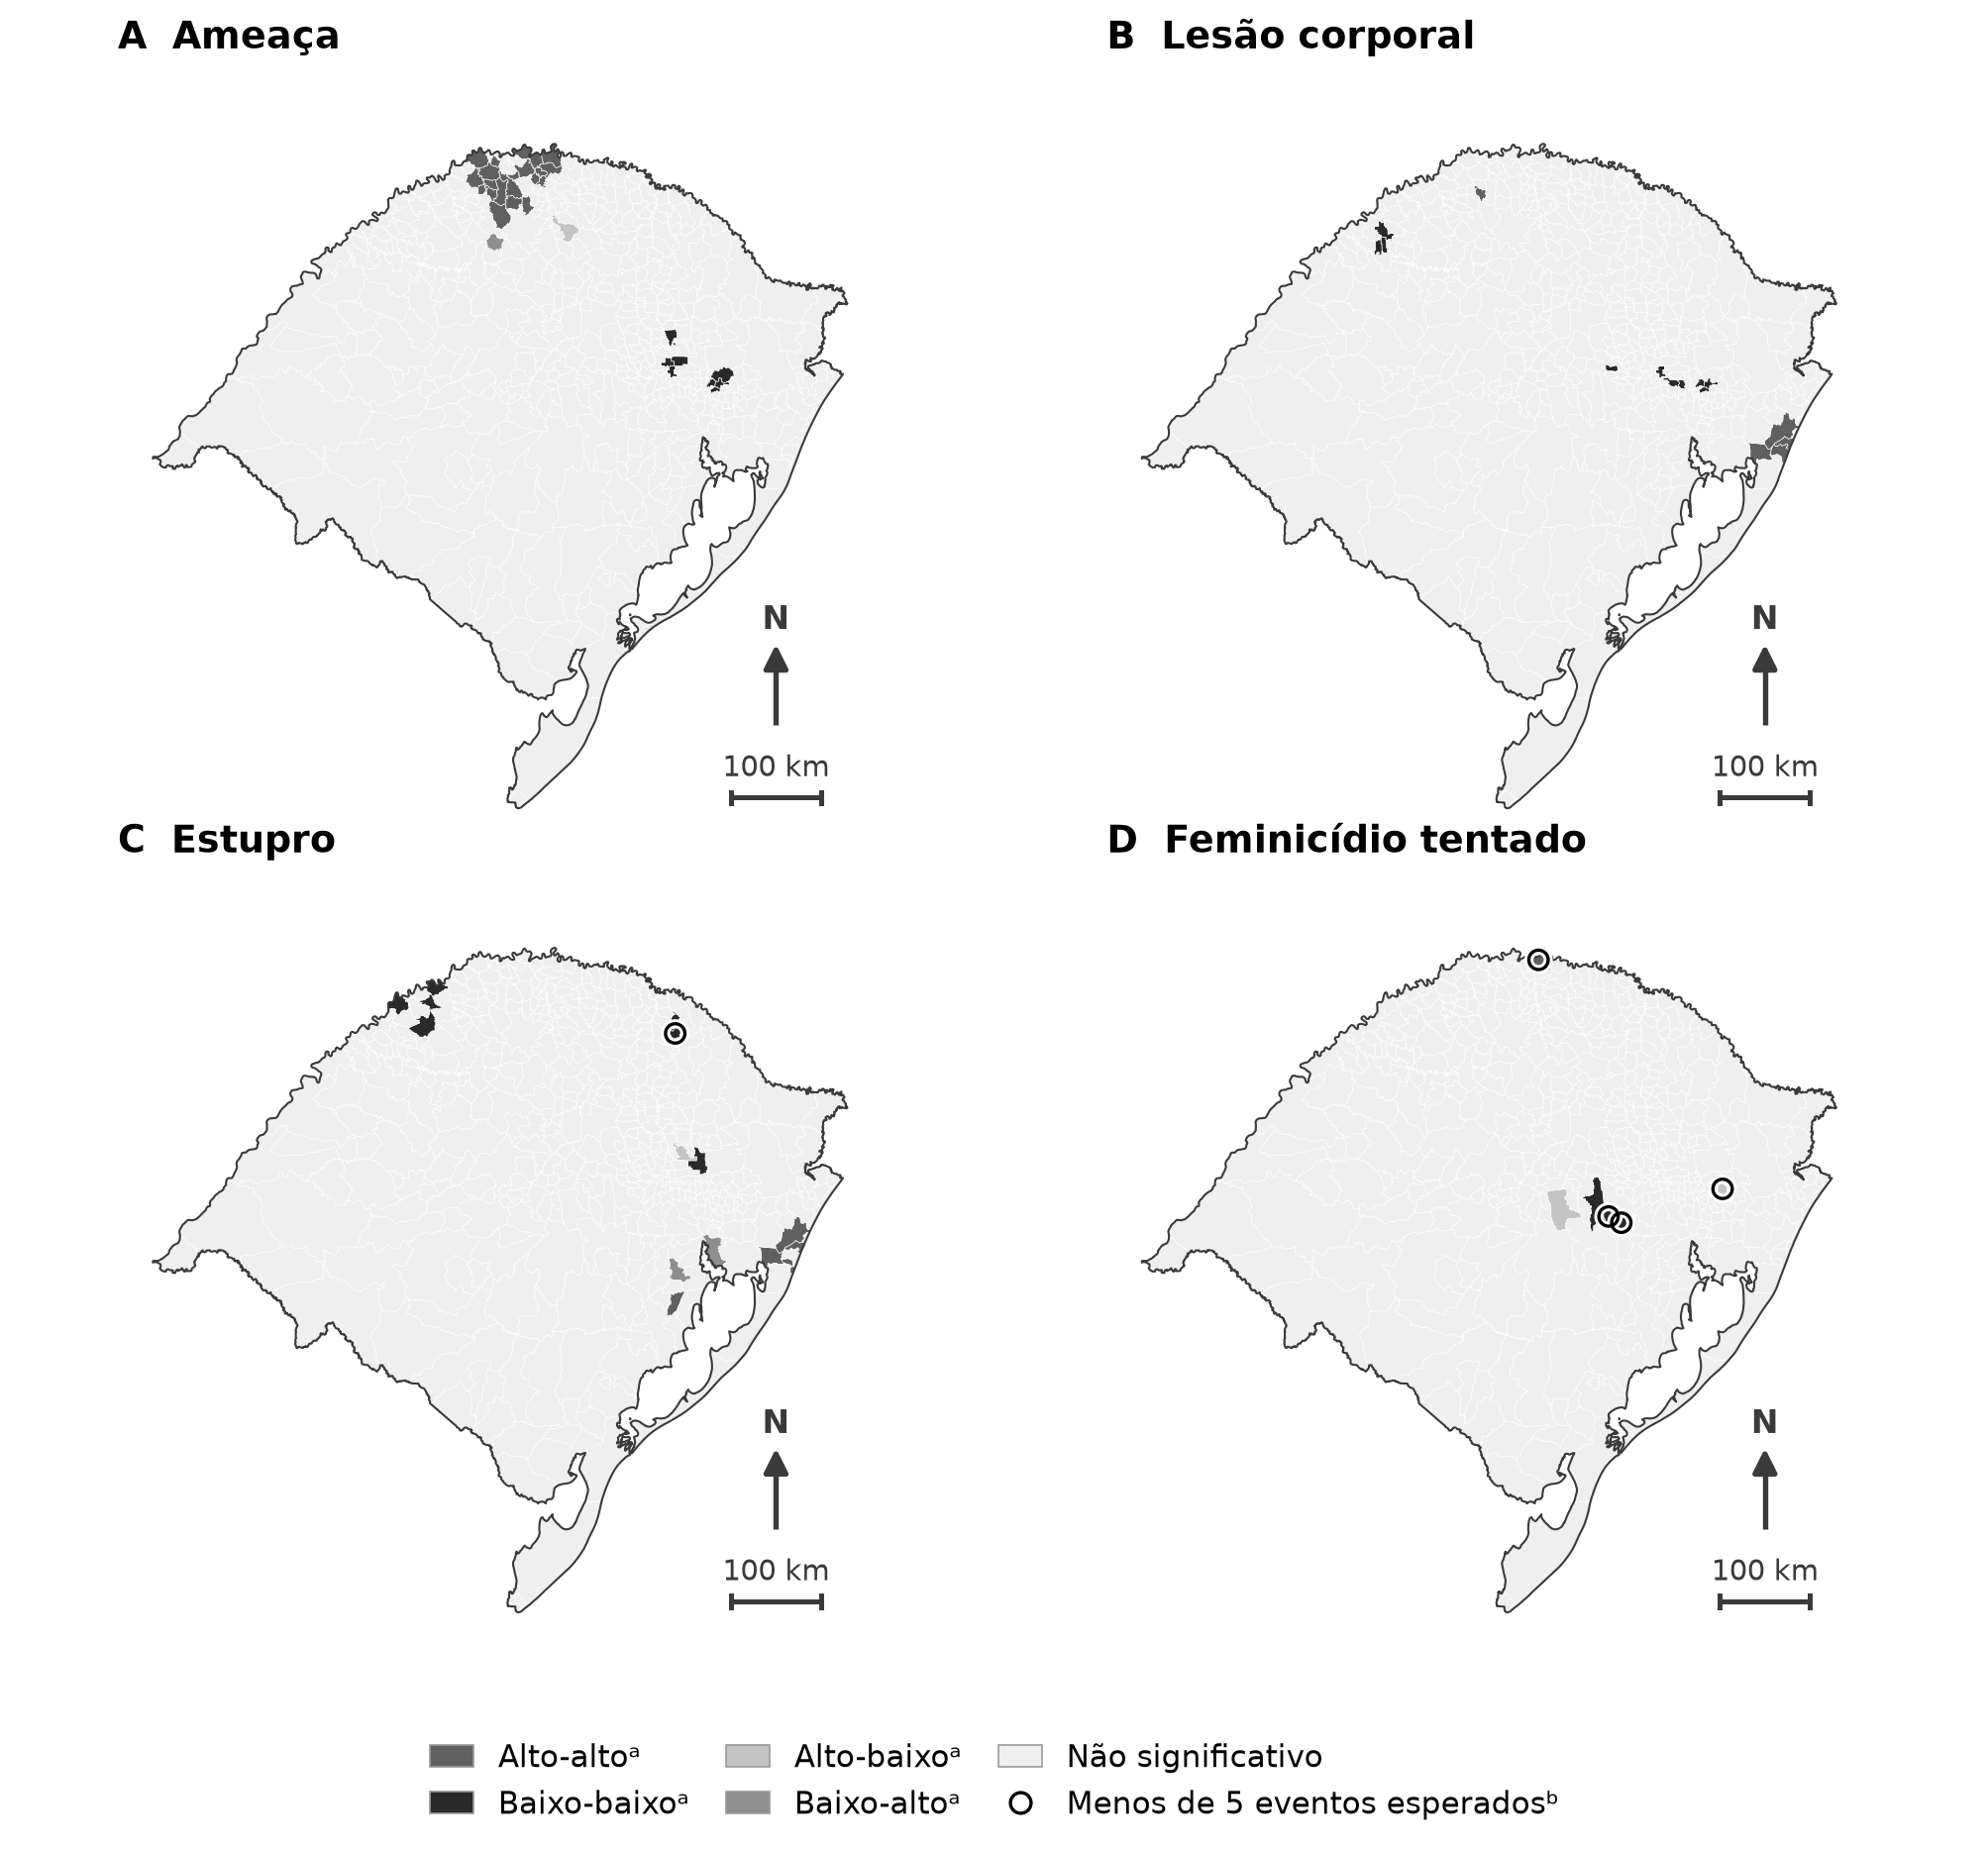 A Ameaça
B Lesão corporal
N
100 km
N
100 km
C Estupro
D Feminicídio tentado
N
100 km
N
100 km
Alto-altoᵃ
Alto-baixoᵃ
Não significativo
Baixo-baixoᵃ
Baixo-altoᵃ
Menos de 5 eventos esperadosᵇ